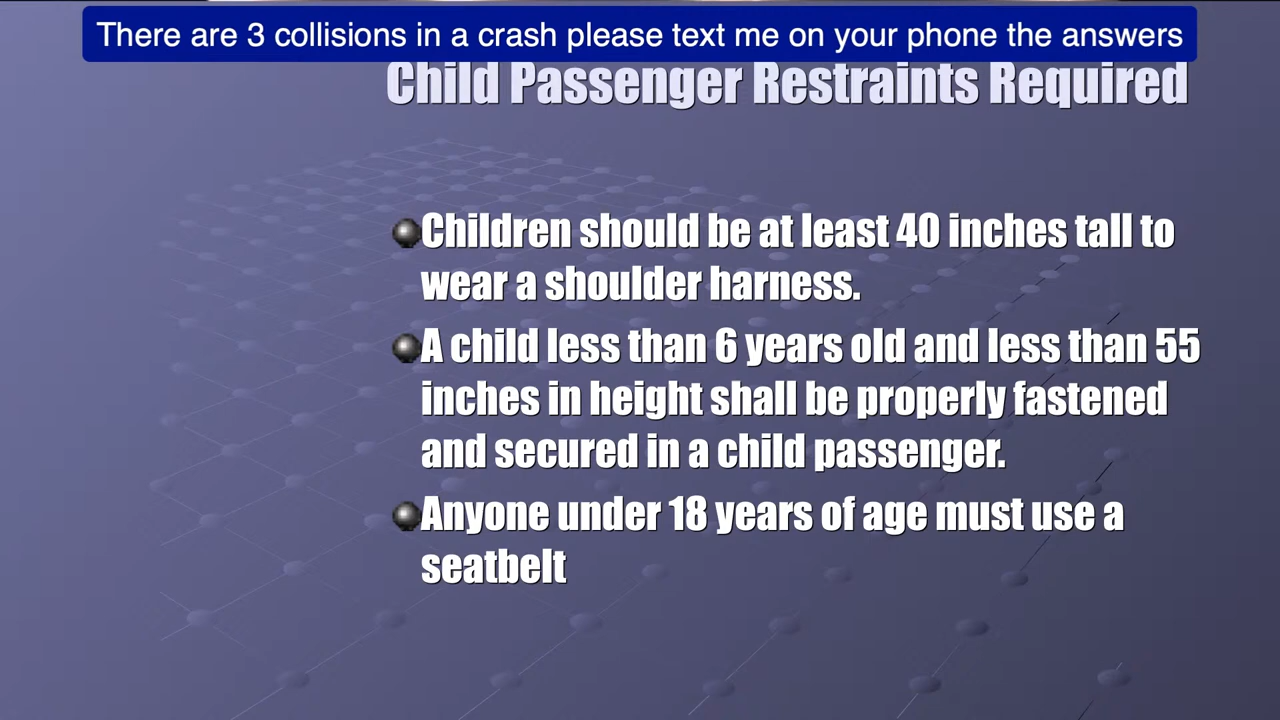 There are 3 collisions in a crash please text me on your phone the answers
Child Passenger Restraints Required
Children should be at least 40 inches tall to
wear a shoulder harness.
A child less than 6 years old and less than 55
inches in height shall be properly fastened
and secured in a child passenger.
Anyone under 18 years of age must use a
seatbelt